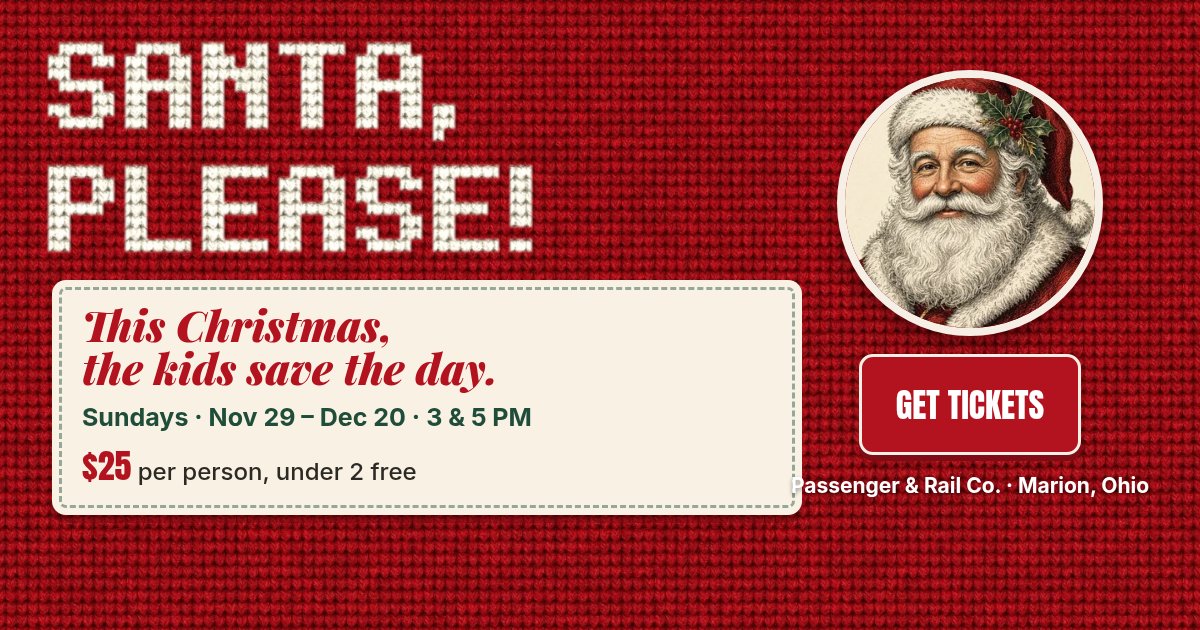 SANTA,
PLEASE!
This Christmas,
the kids save the day.
Sundays · Nov 29 – Dec 20 · 3 & 5 PM
$25 per person, under 2 free
GET TICKETS
Passenger & Rail Co. · Marion, Ohio